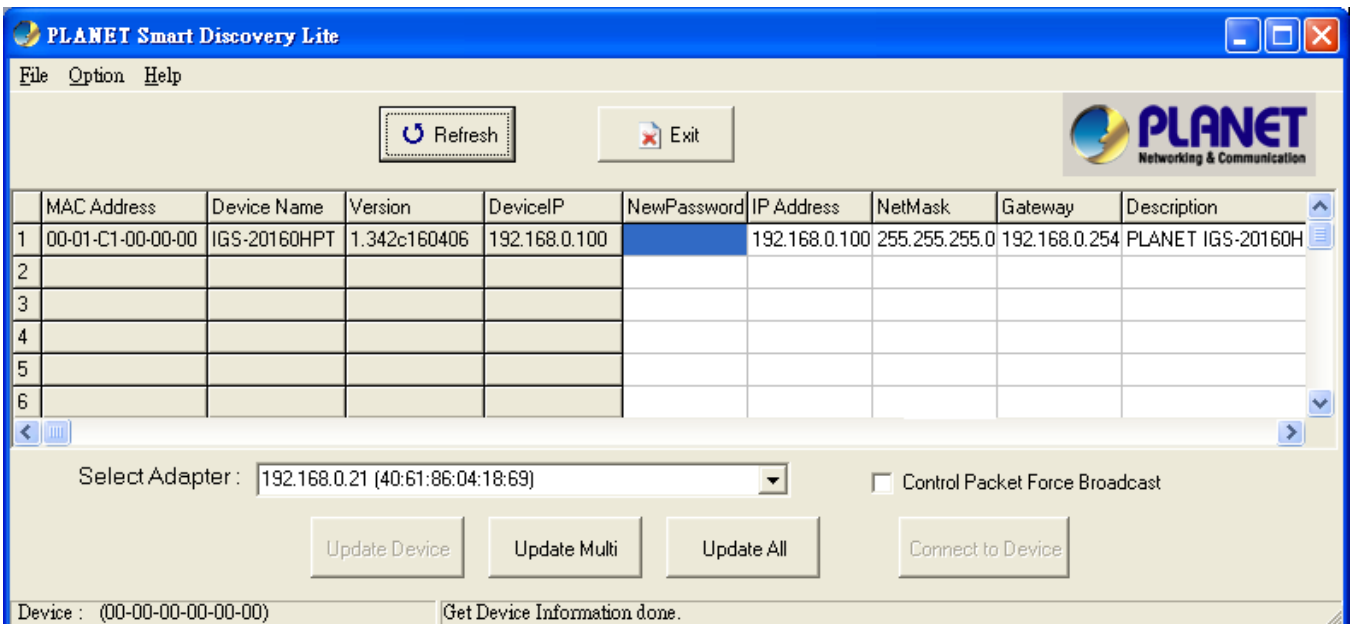 PLANET Smart Discovery Lite
File Option Help
Refresh Exit
PLANET
Networking & Communication
MAC Address Device Name Version DeviceIP NewPassword IP Address NetMask Gateway Description
1 00-01-C1-00-00-00 IGS-20160HPT 1.342c160406 192.168.0.100 192.168.0.100 255.255.255.0 192.168.0.254 PLANET IGS-20160H
2
3
4
5
6
Select Adapter : 192.168.0.21 (40:61:86:04:18:69) Control Packet Force Broadcast
Update Device Update Multi Update All Connect to Device
Device : (00-00-00-00-00-00) Get Device Information done.